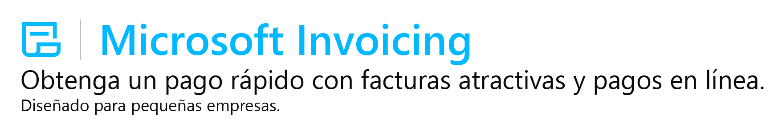 Microsoft Invoicing
Obtenga un pago rápido con facturas atractivas y pagos en línea.
Diseñado para pequeñas empresas.